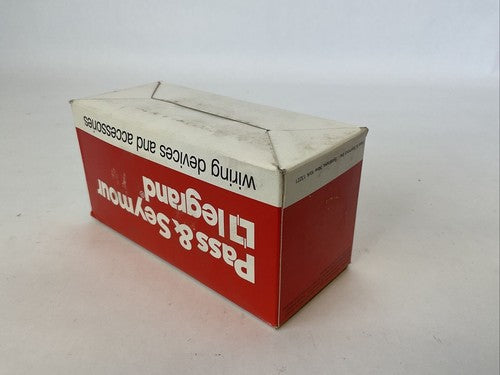 Pass & Seymour
legrand
wiring devices and accessories